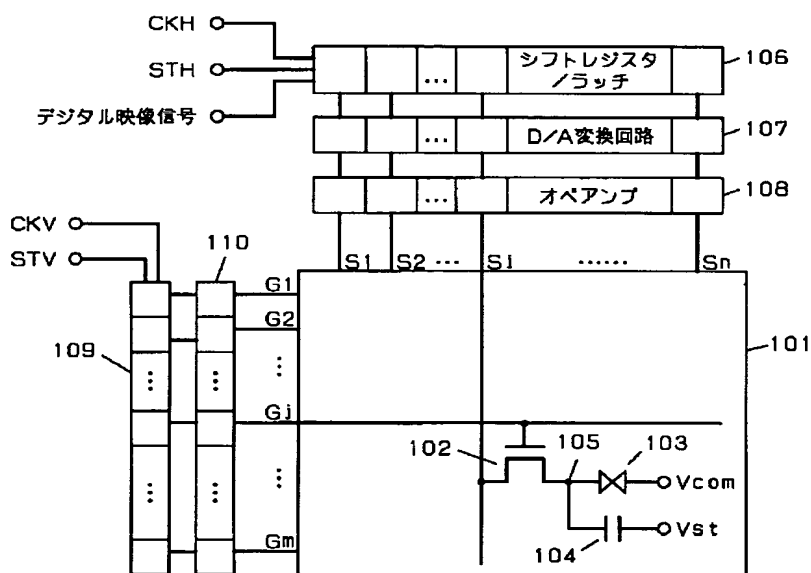 CKH
STH
デジタル映像信号
シフトレジスタ
/ラッチ
...
106
D/A変換回路
...
107
オペアンプ
...
108
CKV
STV
110
S1 S2 ... Si ...... Sn
G1
G2
...
Gj
...
Gm
109
101
102
105
103
Vcom
104
Vst